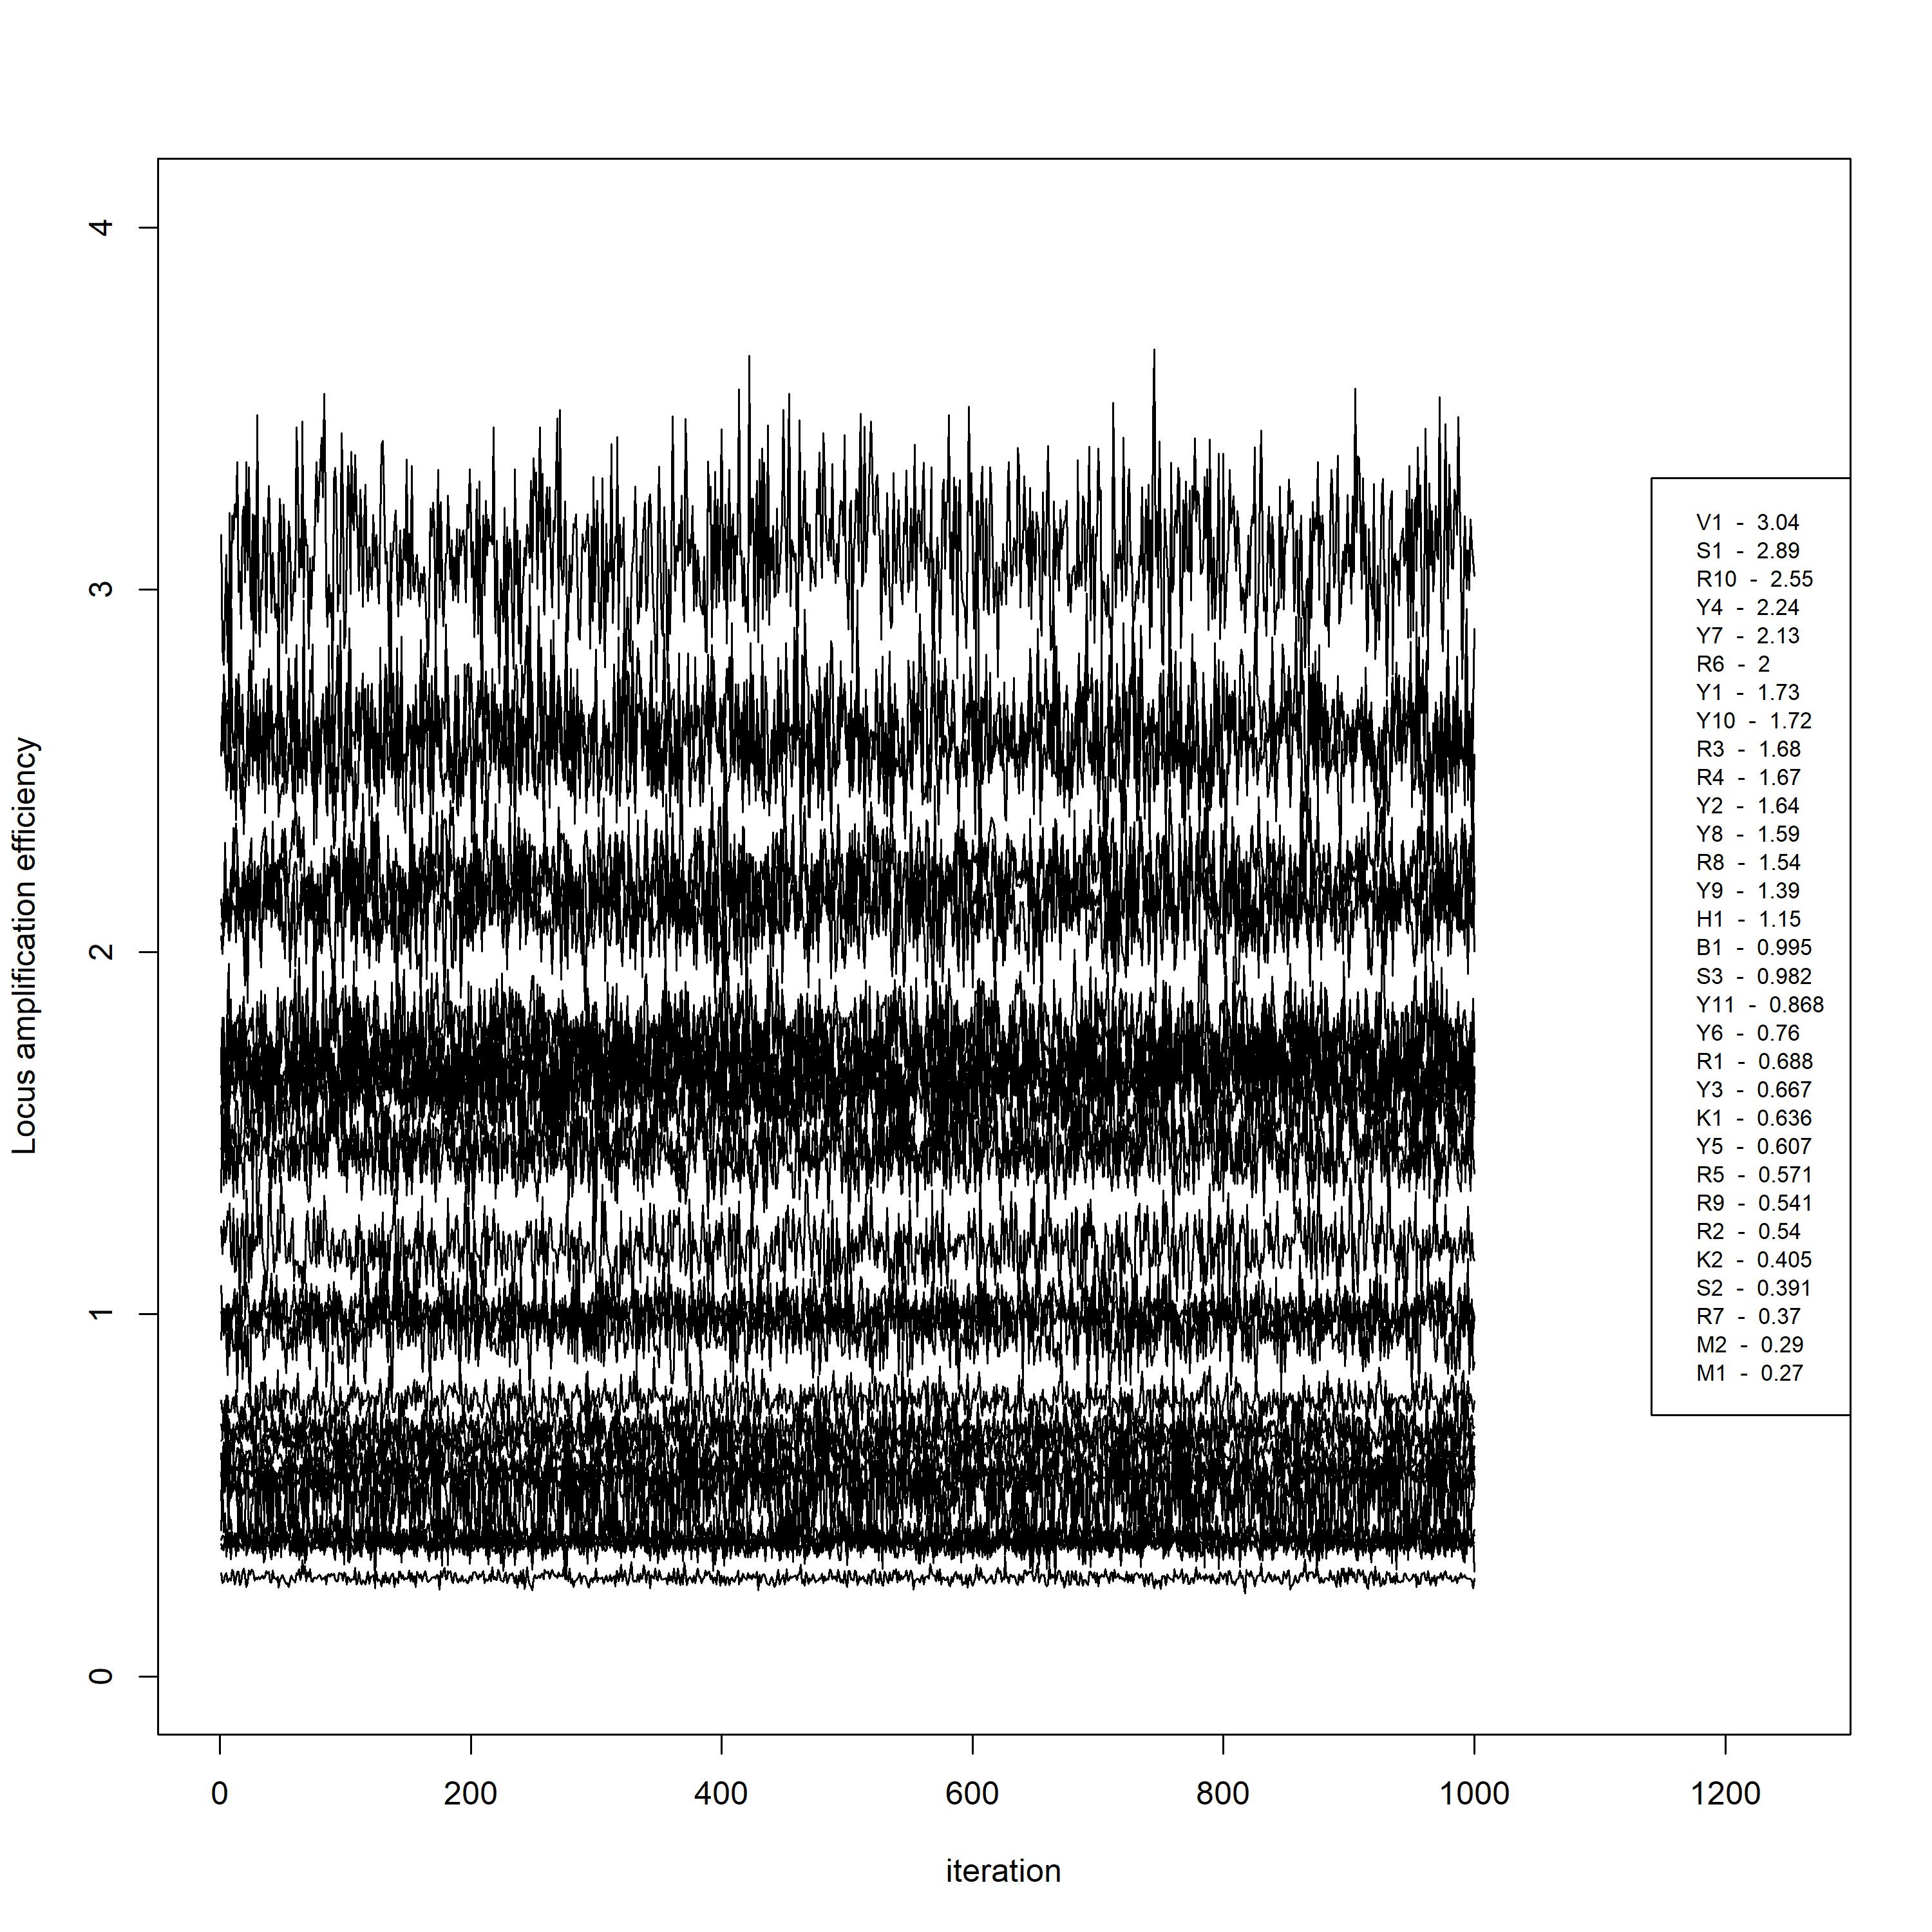 Locus amplification efficiency
4
3
2
1
0
V1 - 3.04
S1 - 2.89
R10 - 2.55
Y4 - 2.24
Y7 - 2.13
R6 - 2
Y1 - 1.73
Y10 - 1.72
R3 - 1.68
R4 - 1.67
Y2 - 1.64
Y8 - 1.59
R8 - 1.54
Y9 - 1.39
H1 - 1.15
B1 - 0.995
S3 - 0.982
Y11 - 0.868
Y6 - 0.76
R1 - 0.688
Y3 - 0.667
K1 - 0.636
Y5 - 0.607
R5 - 0.571
R9 - 0.541
R2 - 0.54
K2 - 0.405
S2 - 0.391
R7 - 0.37
M2 - 0.29
M1 - 0.27
0 200 400 600 800 1000 1200
iteration